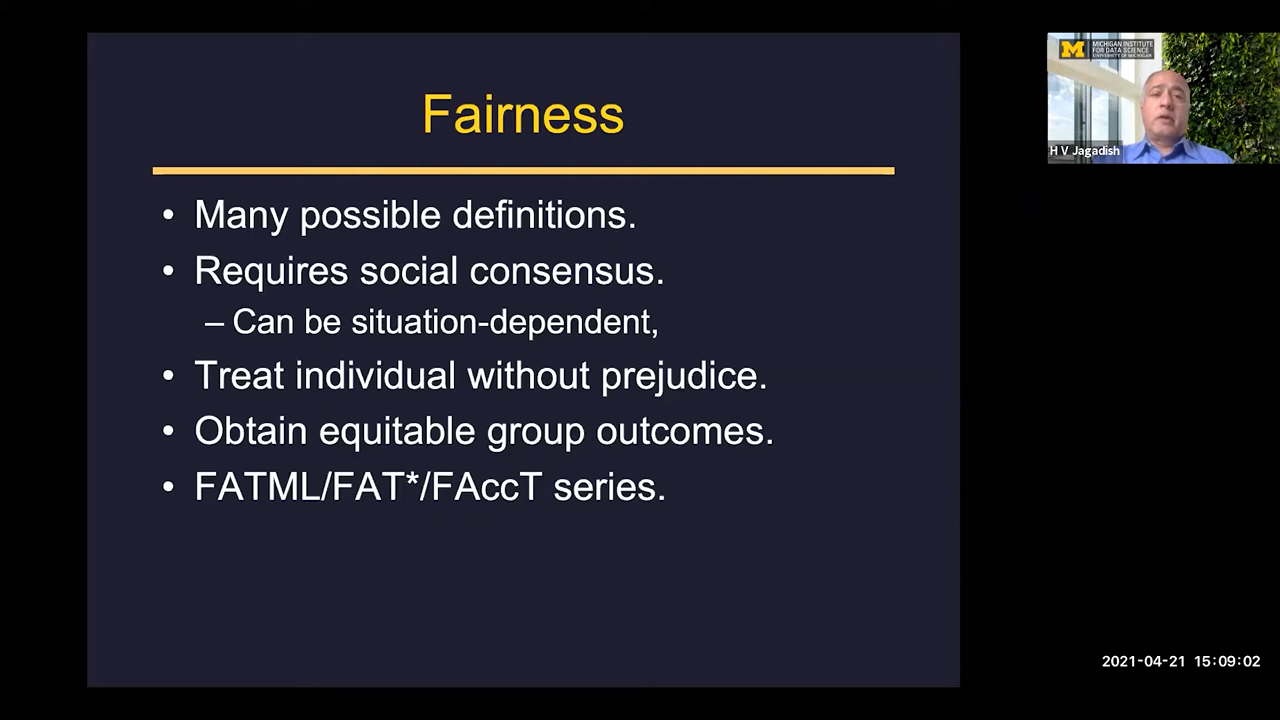 Fairness
• Many possible definitions.
• Requires social consensus.
– Can be situation-dependent,
• Treat individual without prejudice.
• Obtain equitable group outcomes.
• FATML/FAT*/FAccT series.
M
MICHIGAN INSTITUTE
FOR DATA SCIENCE
UNIVERSITY OF MICHIGAN
H V Jagadish
2021-04-21 15:09:02